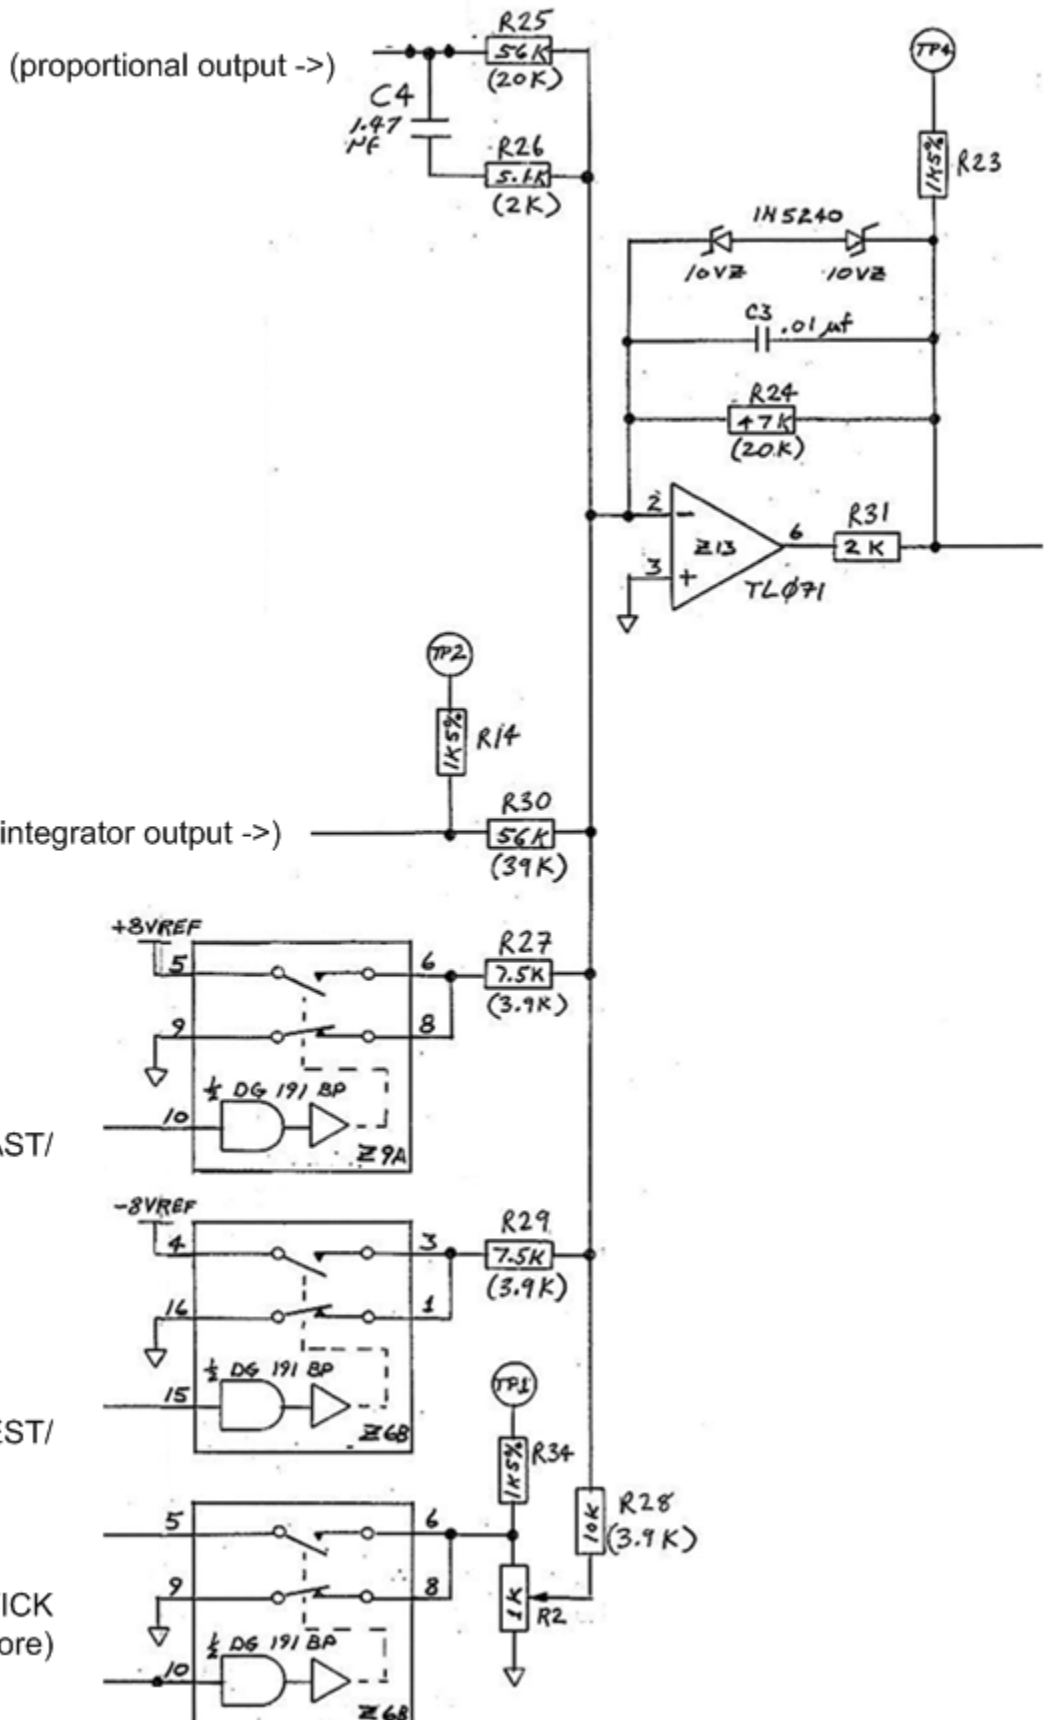 R25
(proportional output ->)
56K
(20K)
C4
1.47
R26
5.1K
(2K)
TP4
1K5%
R23
1N5240
10VZ
10VZ
C3
.01 µf
R24
47K
(20K)
2
-
Z13
3
+
6
R31
2K
TLØ71
TP2
1K5%
R14
R30
integrator output ->)
56K
(39K)
+8VREF
5
6
R27
7.5K
(3.9K)
9
8
½ DG 191 BP
10
Z9A
AST/
-8VREF
4
3
R29
7.5K
(3.9K)
16
1
½ DG 191 BP
15
Z6B
EST/
TP1
1K5%
R34
5
6
10K
R28
(3.9K)
9
8
1K
R2
ICK
ore)
½ DG 191 BP
10
Z6B